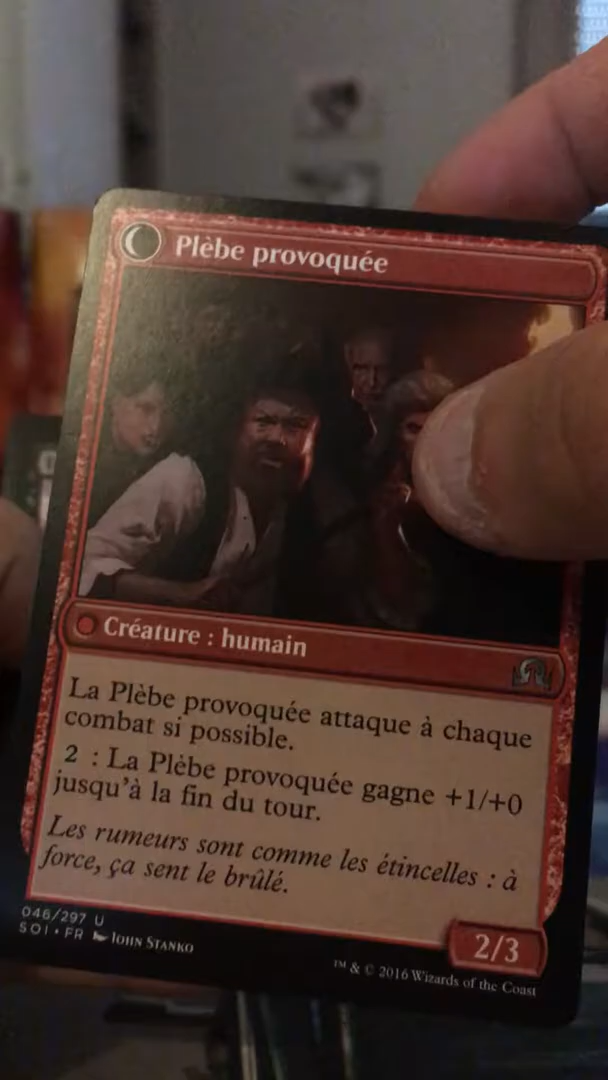 Plèbe provoquée
Créature : humain
La Plèbe provoquée attaque à chaque
combat si possible.
2 : La Plèbe provoquée gagne +1/+0
jusqu'à la fin du tour.
Les rumeurs sont comme les étincelles : à
force, ça sent le brûlé.
046/297 U
SOI • FR John Stanko
2/3
™ & © 2016 Wizards of the Coast